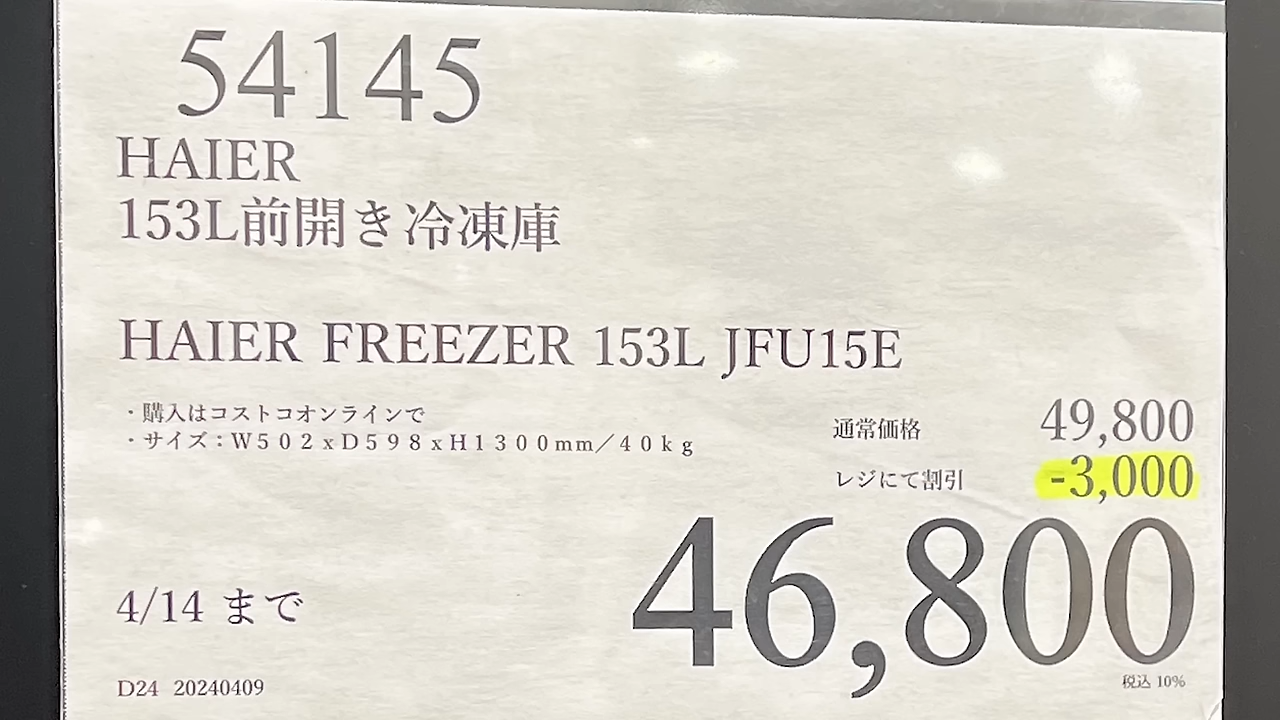 54145
HAIER
153L前開き冷凍庫
HAIER FREEZER 153L JFU15E
・購入はコストコオンラインで
・サイズ：Ｗ５０２ｘＤ５９８ｘＨ１３００mm／４０ｋｇ
通常価格 49,800
レジにて割引 -3,000
46,800
4/14 まで
税込 10%
D24 20240409